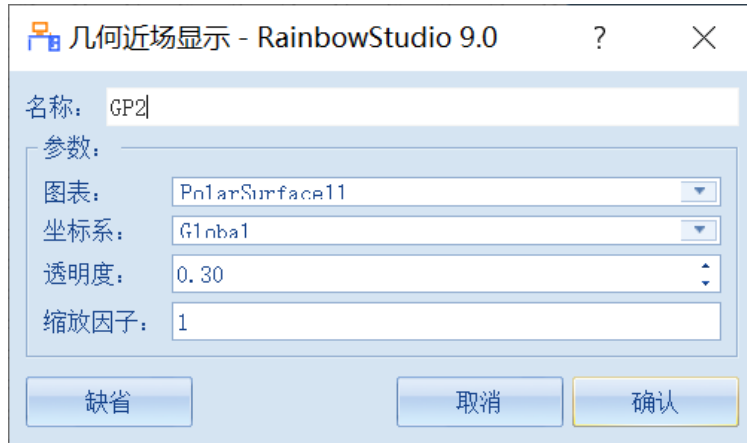 几何近场显示 - RainbowStudio 9.0 ?
名称： GP2
参数：
图表： PolarSurface11
坐标系： Global
透明度： 0.30
缩放因子： 1
缺省 取消 确认